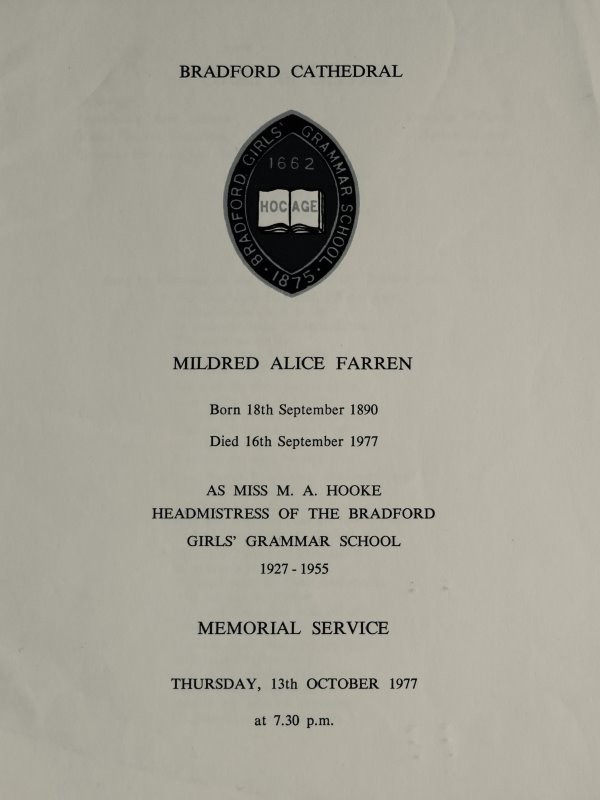 BRADFORD CATHEDRAL
BRADFORD GIRLS' GRAMMAR SCHOOL
1662
HOC AGE
· 1875 ·
MILDRED ALICE FARREN
Born 18th September 1890
Died 16th September 1977
AS MISS M. A. HOOKE
HEADMISTRESS OF THE BRADFORD
GIRLS' GRAMMAR SCHOOL
1927 - 1955
MEMORIAL SERVICE
THURSDAY, 13th OCTOBER 1977
at 7.30 p.m.